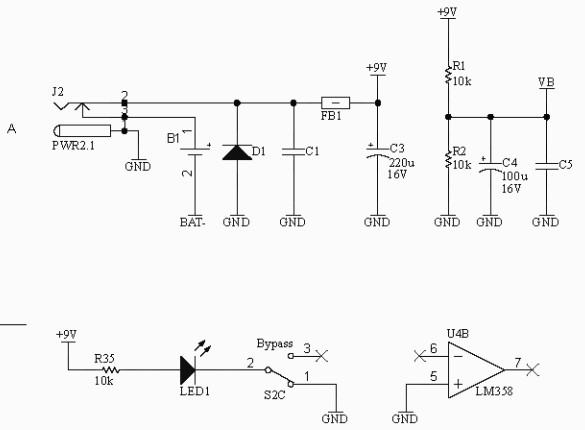 +9V
R1
10k
J2
2
+9V
VB
3
A
FB1
PWR2.1
B1
1
+
D1
C1
+
C3
220u
16V
R2
10k
+
C4
100u
16V
C5
GND
2
BAT-
GND
GND
GND
GND
GND
GND
+9V
U4B
R35
10k
LED1
Bypass
3
2
1
S2C
6
5
7
LM358
GND
GND